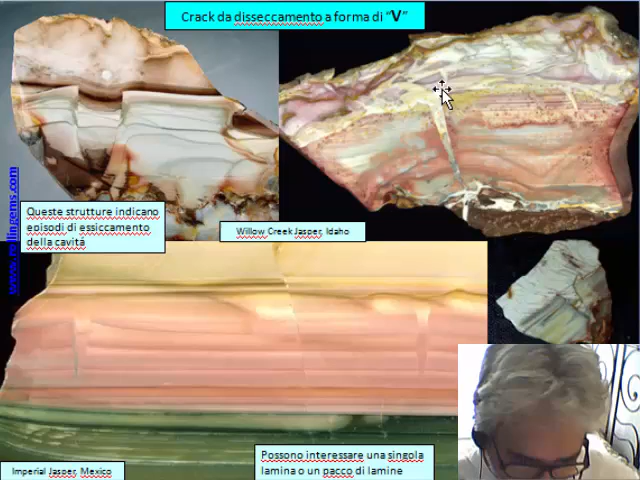 Crack da disseccamento a forma di "V"
www.rollingems.com
Queste strutture indicano
episodi di essiccamento
della cavità
Willow Creek Jasper, Idaho
Imperial Jasper, Mexico
Possono interessare una singola
lamina o un pacco di lamine